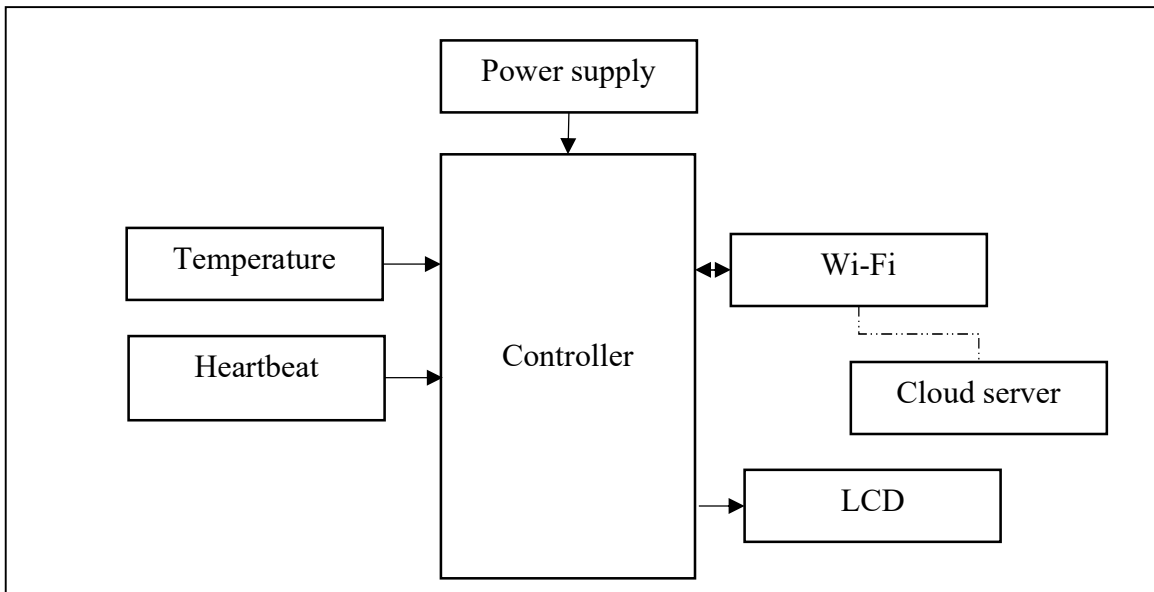 Power supply
Temperature
Wi-Fi
Heartbeat
Controller
Cloud server
LCD